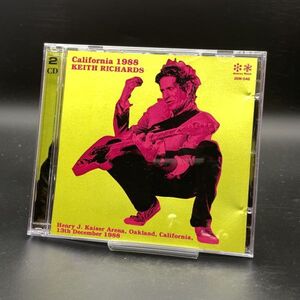 2
CD
California 1988
KEITH RICHARDS
Henry J. Kaiser Arena, Oakland, California,
13th December 1988